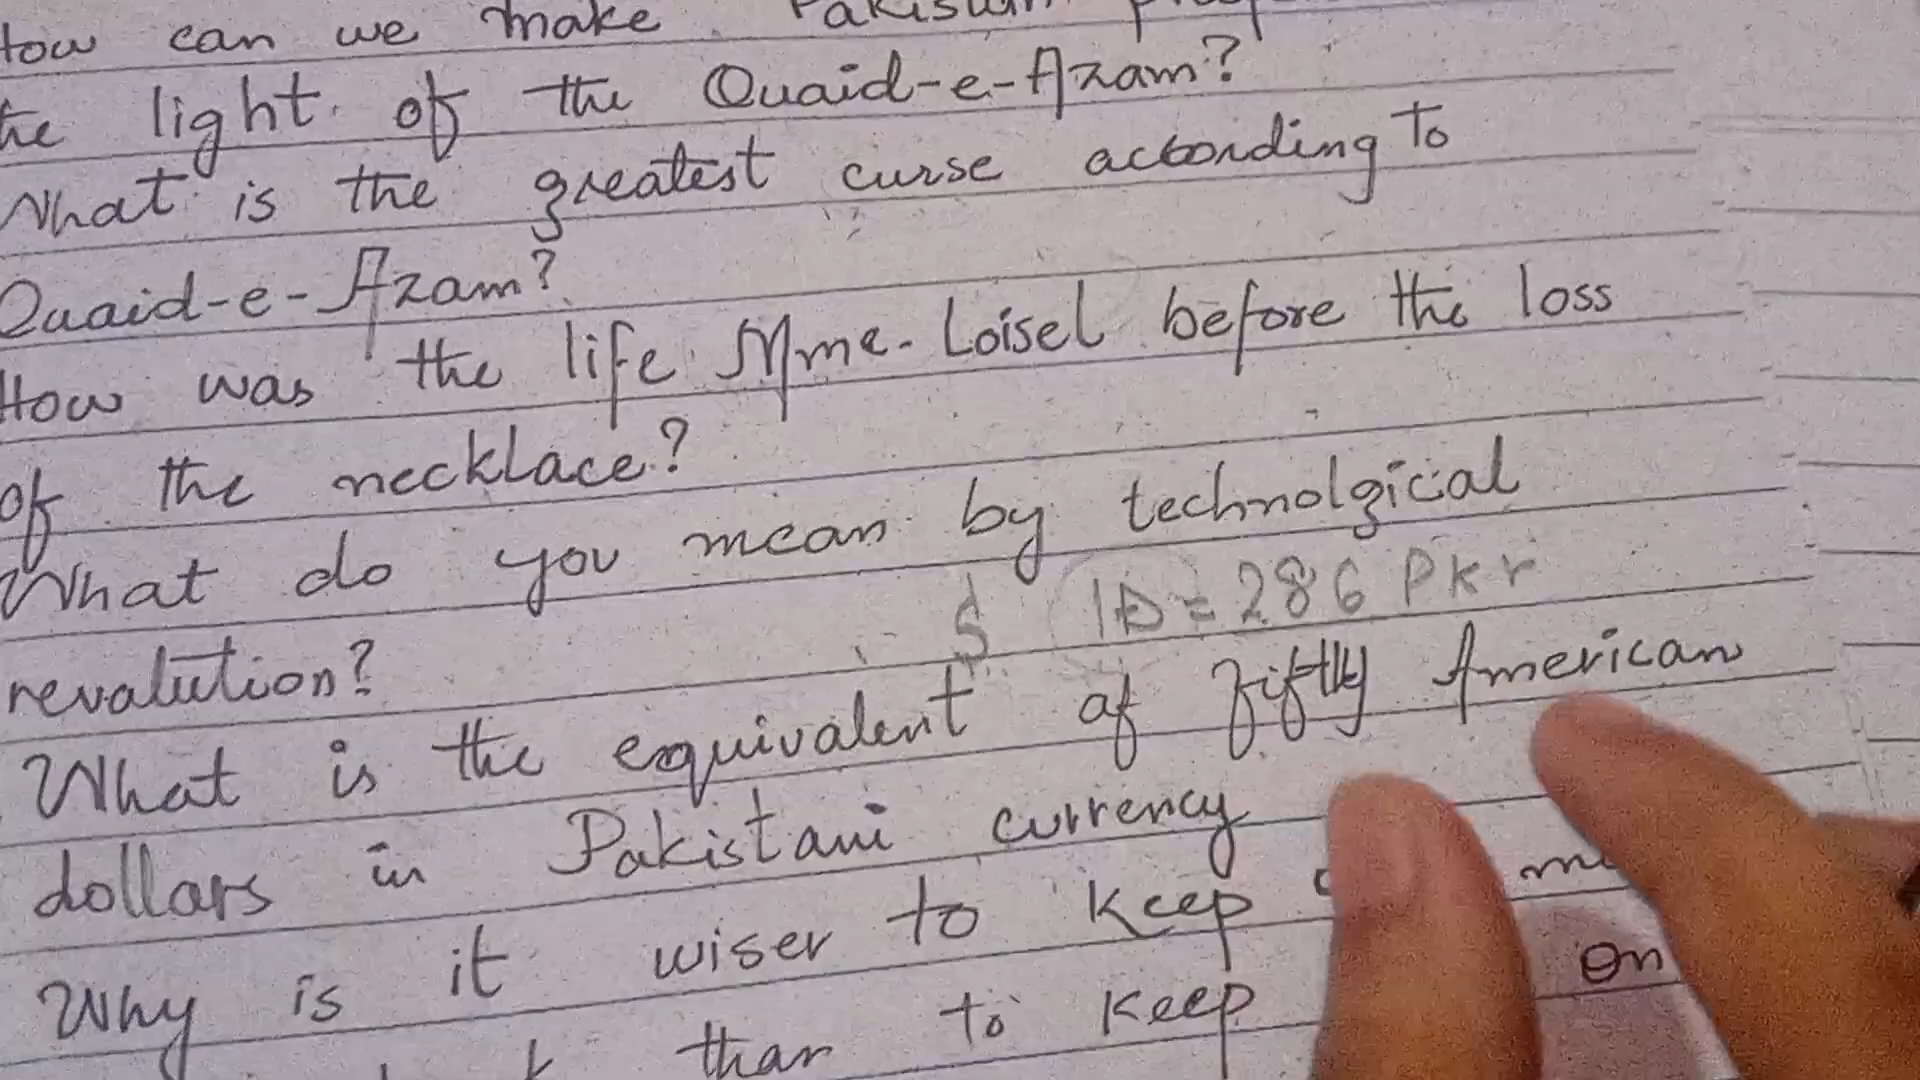 How can we make Pakistan
the light of the Quaid-e-Azam?
What is the greatest curse according to
Quaid-e-Azam?
How was the life Mme. Loisel before the loss
of the necklace?
What do you mean by technolgical
$ 1D = 286 Pkr
revalution?
What is the equivalent of fiftly American
dollars in Pakistani currency
Why is it wiser to keep
on
than to keep